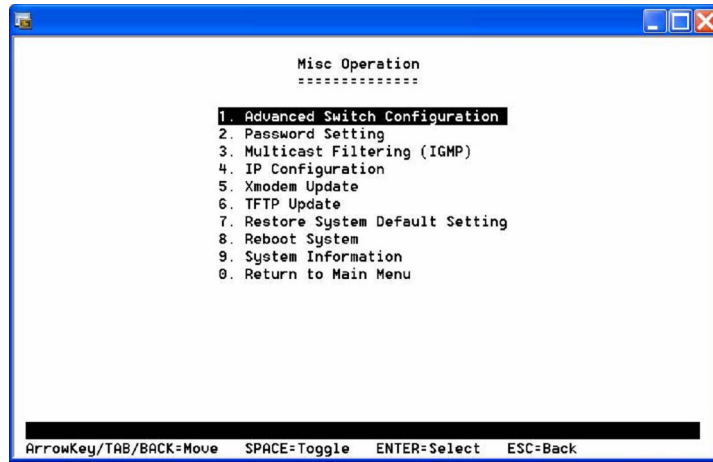 Misc Operation
==============
1. Advanced Switch Configuration
2. Password Setting
3. Multicast Filtering (IGMP)
4. IP Configuration
5. Xmodem Update
6. TFTP Update
7. Restore System Default Setting
8. Reboot System
9. System Information
0. Return to Main Menu
ArrowKey/TAB/BACK=Move SPACE=Toggle ENTER=Select ESC=Back